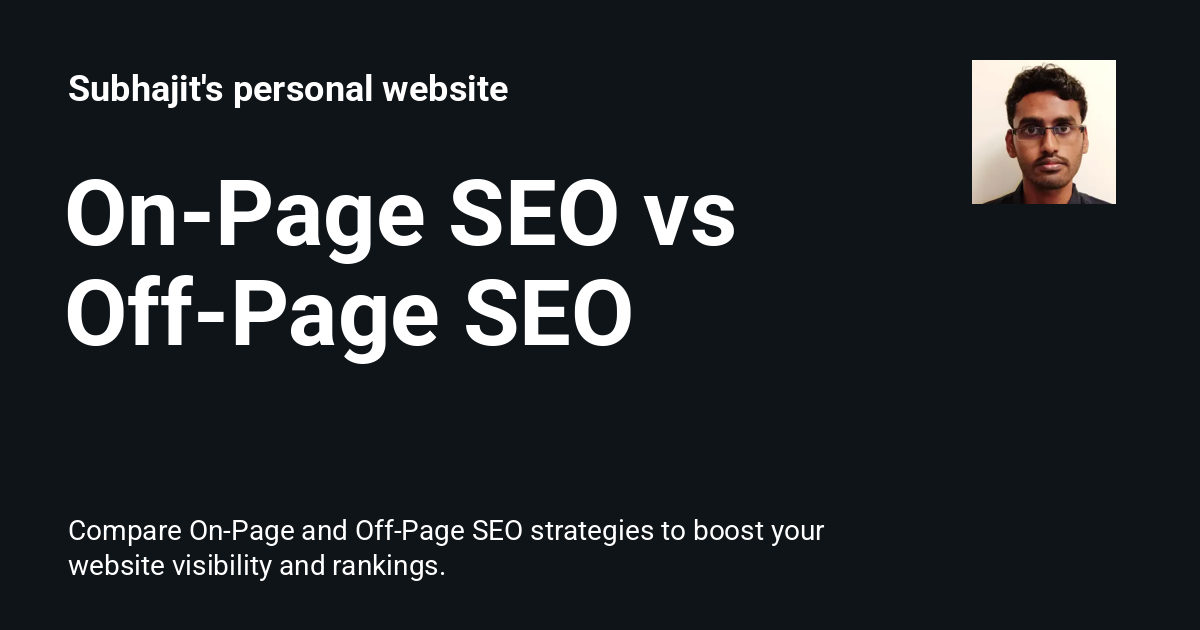 Subhajit's personal website
On-Page SEO vs
Off-Page SEO
Compare On-Page and Off-Page SEO strategies to boost your
website visibility and rankings.